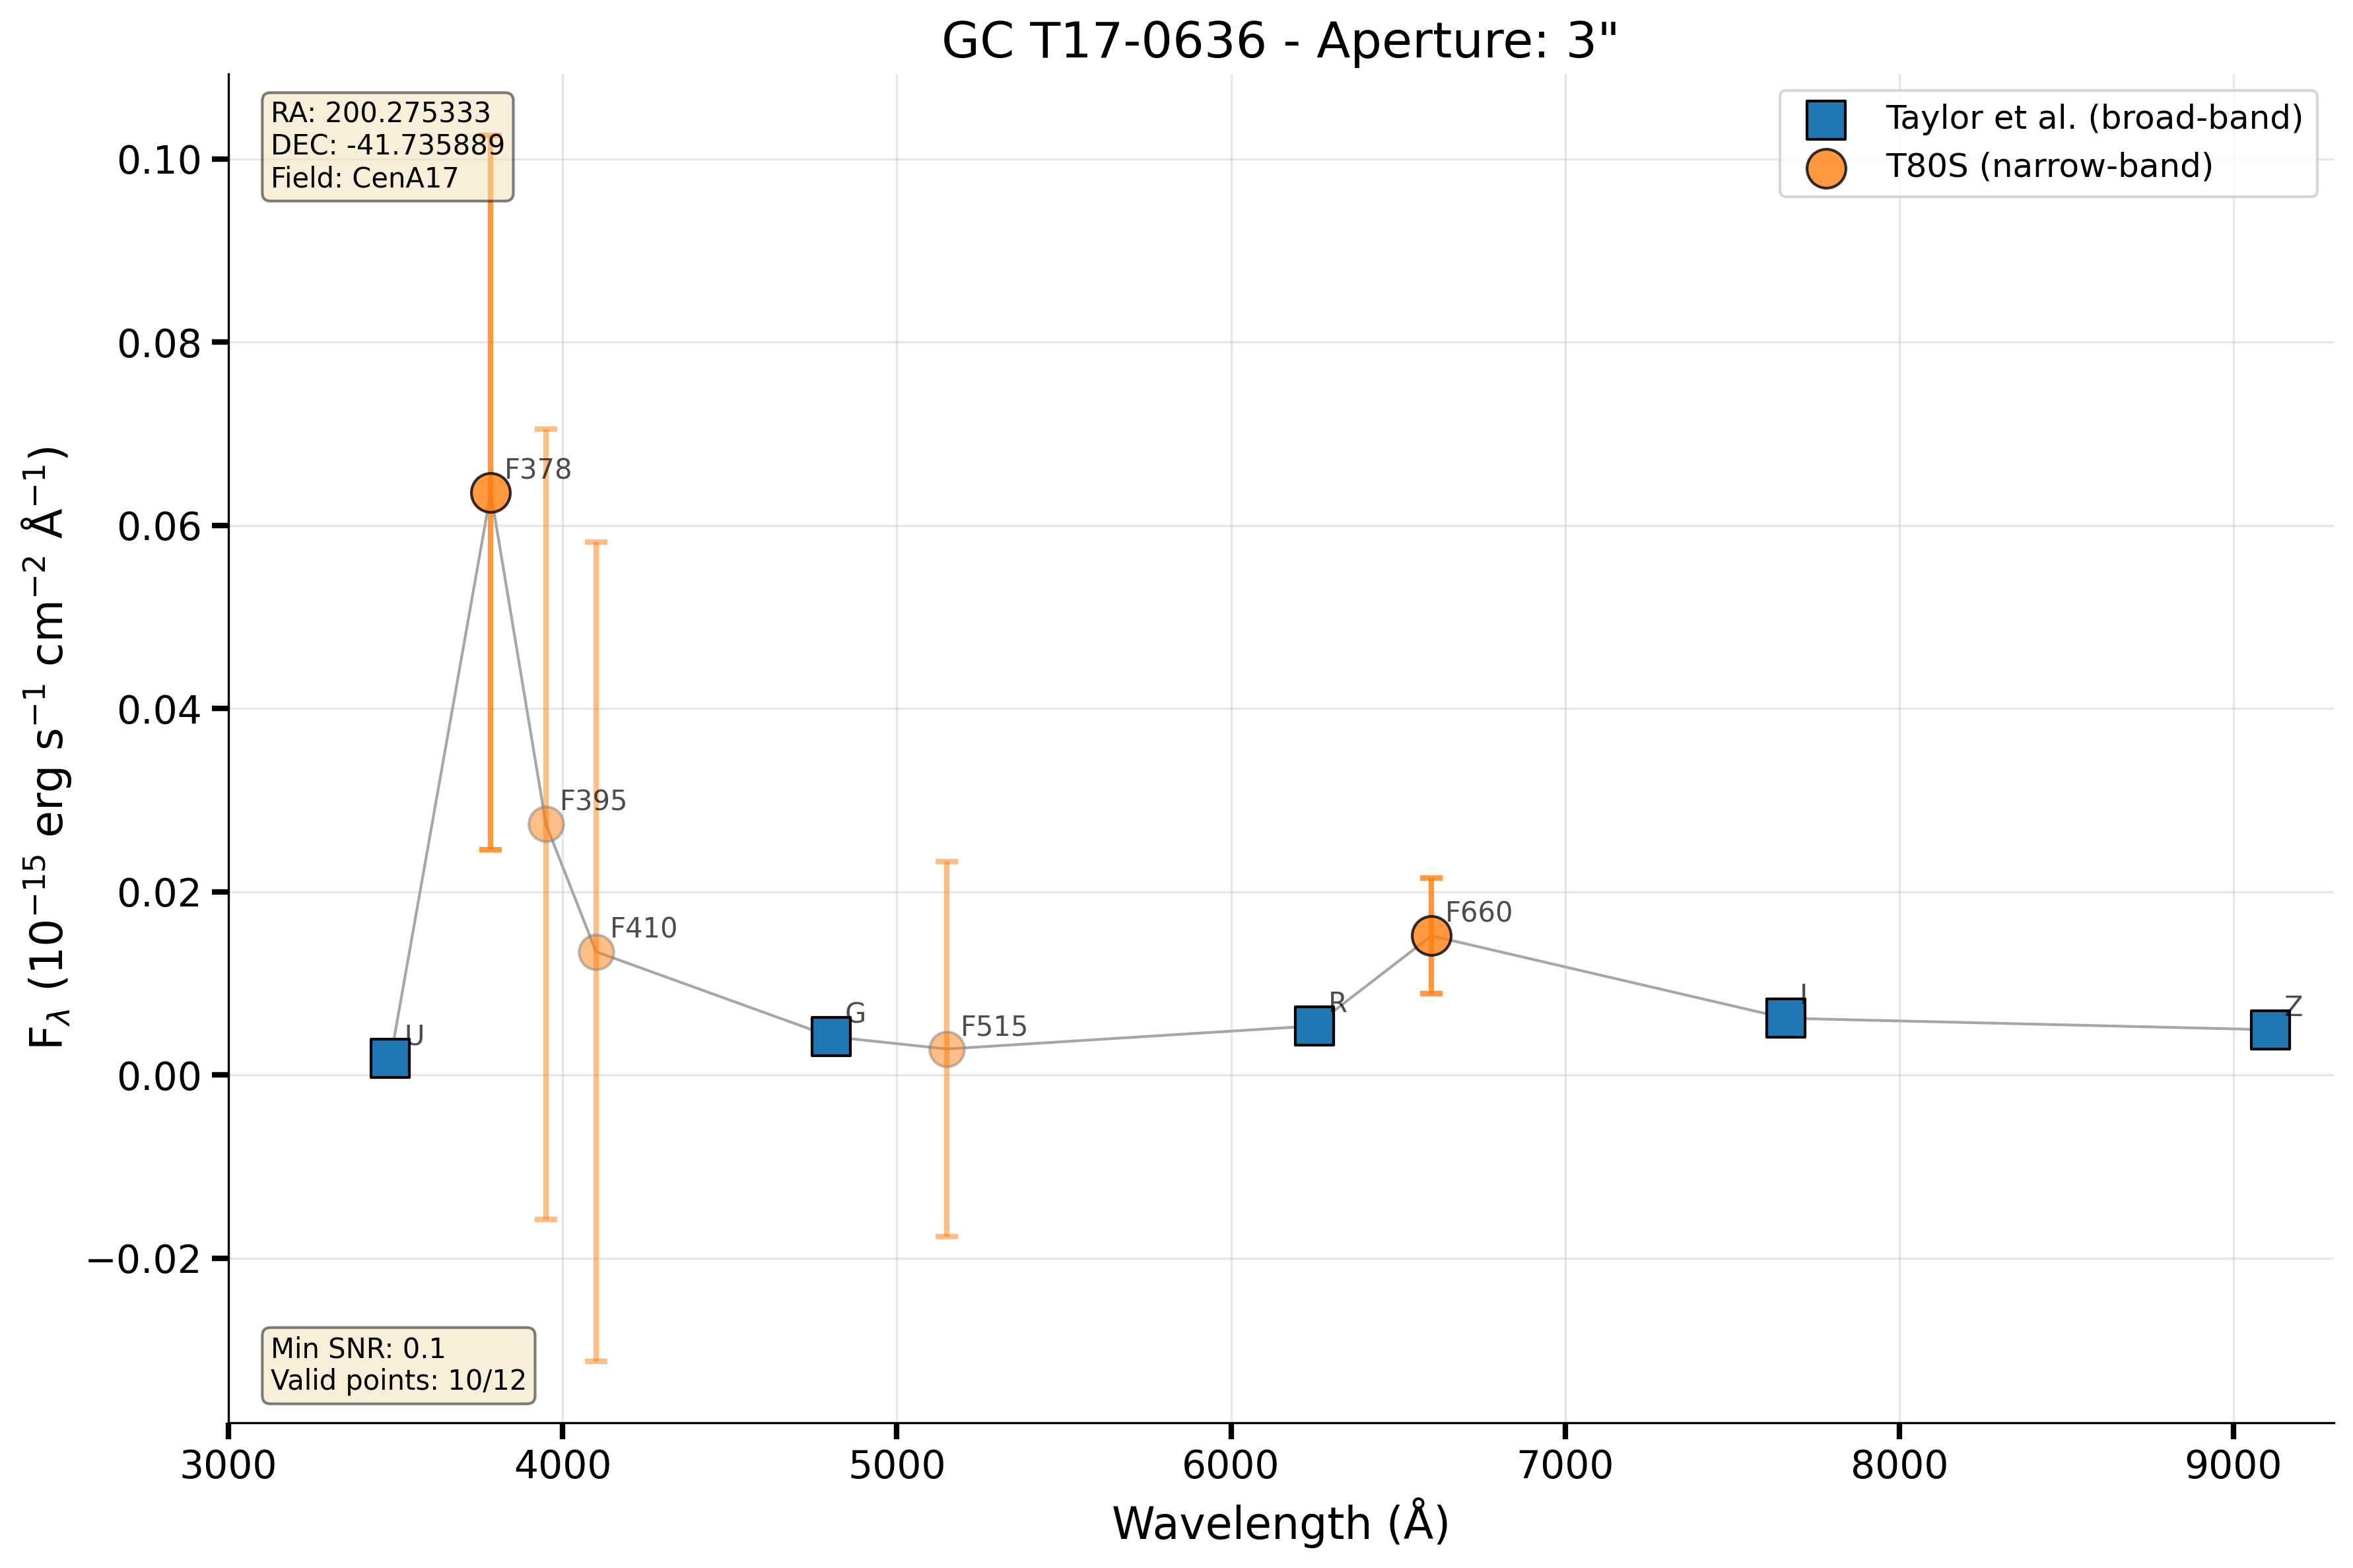 GC T17-0636 - Aperture: 3"
RA: 200.275333
DEC: -41.735889
Field: CenA17
Taylor et al. (broad-band)
T80S (narrow-band)
0.10
0.08
0.06
0.04
0.02
0.00
−0.02
F_λ (10⁻¹⁵ erg s⁻¹ cm⁻² Å⁻¹)
F378
F395
F410
F660
F515
U
G
R
I
Z
Min SNR: 0.1
Valid points: 10/12
3000 4000 5000 6000 7000 8000 9000
Wavelength (Å)